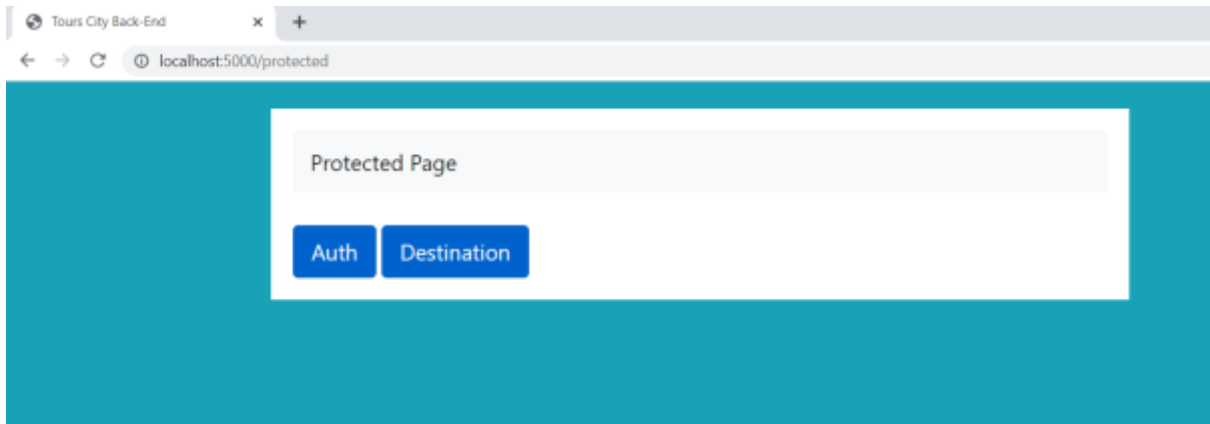 Tours City Back-End
localhost:5000/protected
Protected Page
Auth
Destination